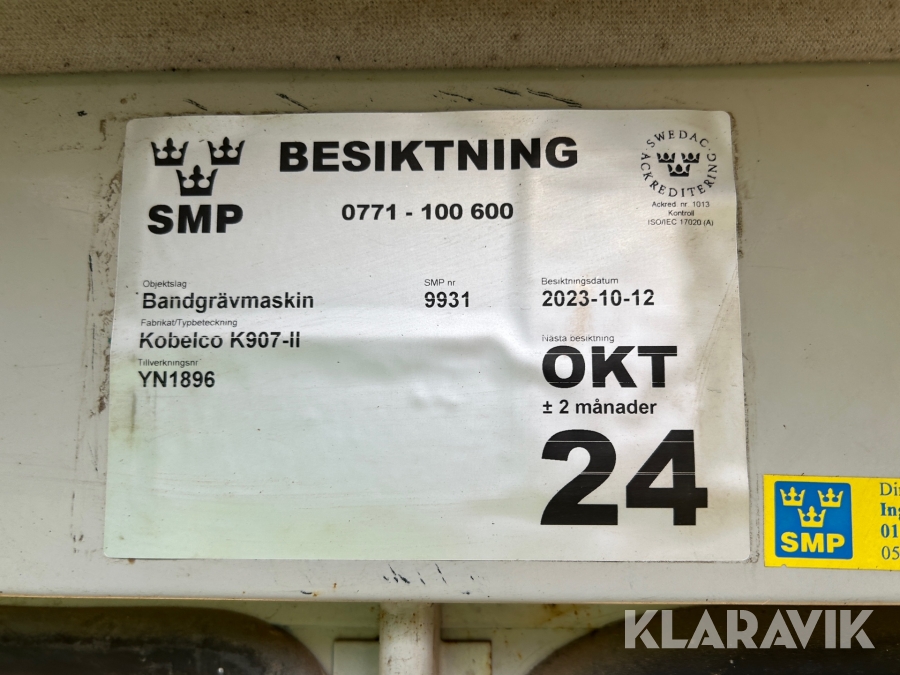 BESIKTNING
SMP
0771 - 100 600
SWEDAC
ACKREDITERING
Ackred. nr. 1013
Kontroll
ISO/IEC 17020 (A)
Objektslag
Bandgrävmaskin
SMP nr
9931
Besiktningsdatum
2023-10-12
Fabrikat/Typbeteckning
Kobelco K907-II
Tillverkningsnr
YN1896
Nästa besiktning
OKT
± 2 månader
24
SMP
KLARAVIK